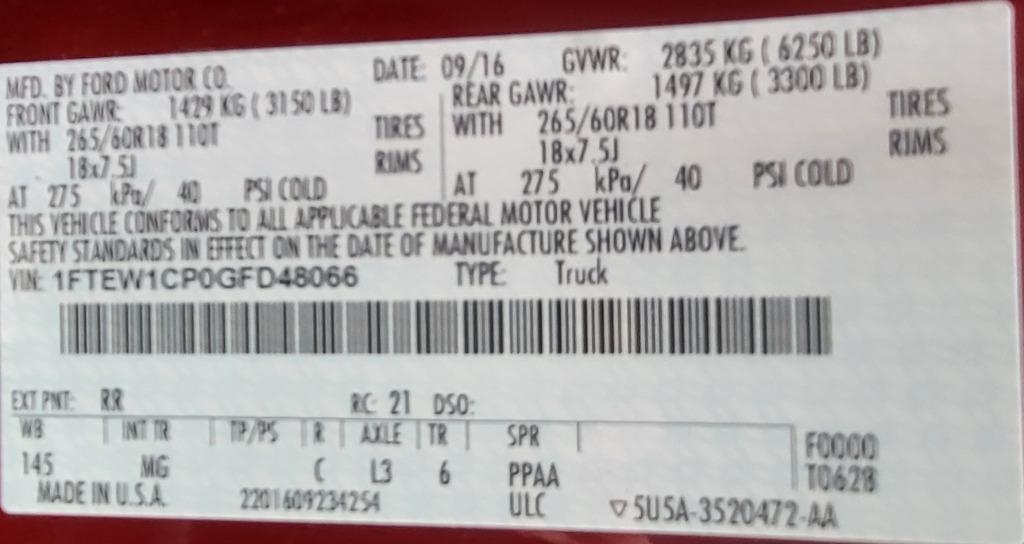 MFD. BY FORD MOTOR CO. DATE: 09/16 GVWR: 2835 KG ( 6250 LB)
FRONT GAWR: 1429 KG ( 3150 LB) REAR GAWR: 1497 KG ( 3300 LB)
WITH 265/60R18 110T TIRES WITH 265/60R18 110T TIRES
18x7.5J RIMS 18x7.5J RIMS
AT 275 kPa/ 40 PSI COLD AT 275 kPa/ 40 PSI COLD
THIS VEHICLE CONFORMS TO ALL APPLICABLE FEDERAL MOTOR VEHICLE
SAFETY STANDARDS IN EFFECT ON THE DATE OF MANUFACTURE SHOWN ABOVE.
VIN: 1FTEW1CP0GFD48066 TYPE: Truck
EXT PNT: RR RC: 21 DSO:
WB INT TR TP/PS R AXLE TR SPR F0000
145 MG C L3 6 PPAA T0628
MADE IN U.S.A. 2201609234254 ULC ▽5U5A-3520472-AA